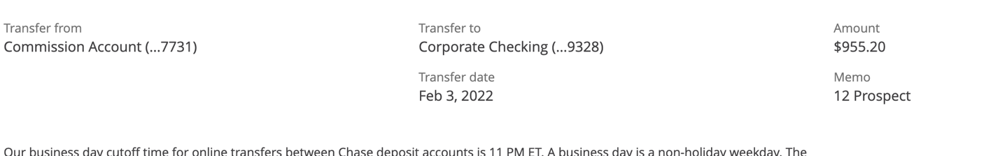 Transfer from
Commission Account (...7731)
Transfer to
Corporate Checking (...9328)
Amount
$955.20
Transfer date
Feb 3, 2022
Memo
12 Prospect
Our business day cutoff time for online transfers between Chase deposit accounts is 11 PM ET. A business day is a non-holiday weekday. The